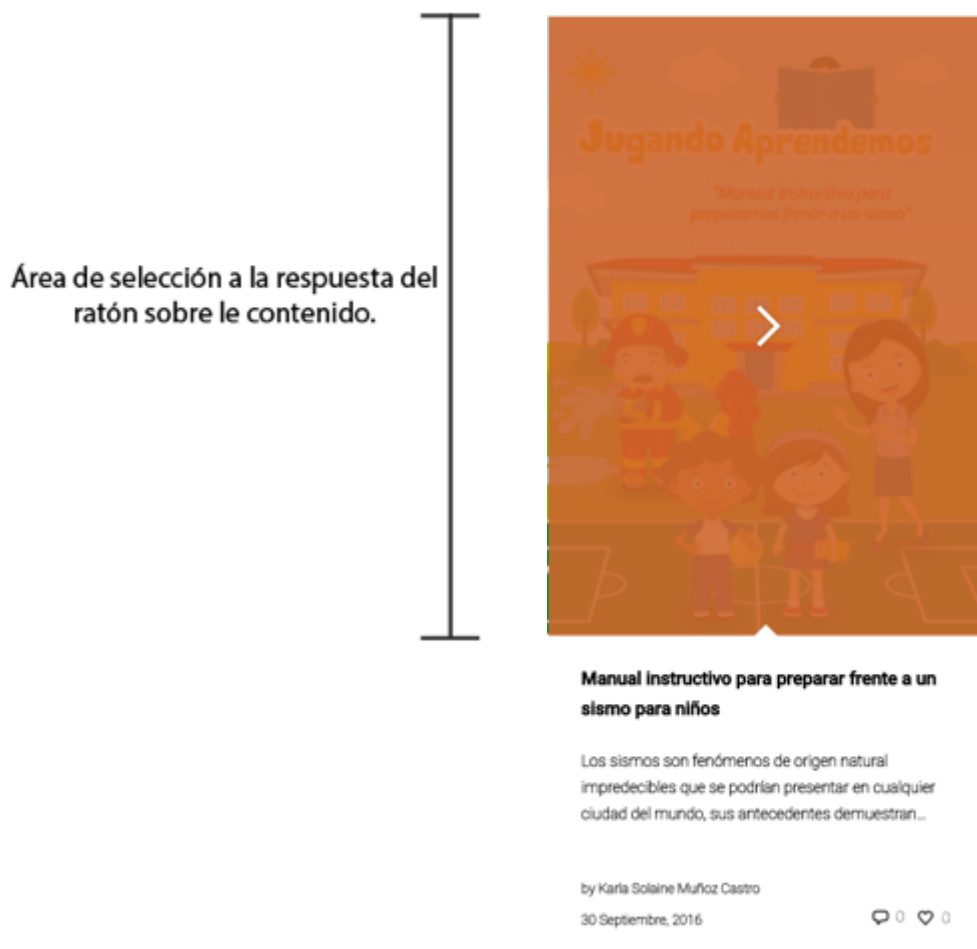 Área de selección a la respuesta del
ratón sobre le contenido.
Jugando Aprendemos
"Manual Instructivo para
prepararnos frente a un sismo"
Manual instructivo para preparar frente a un
sismo para niños
Los sismos son fenómenos de origen natural
impredecibles que se podrían presentar en cualquier
ciudad del mundo, sus antecedentes demuestran...
by Karla Solaine Muñoz Castro
30 Septiembre, 2016
0 0